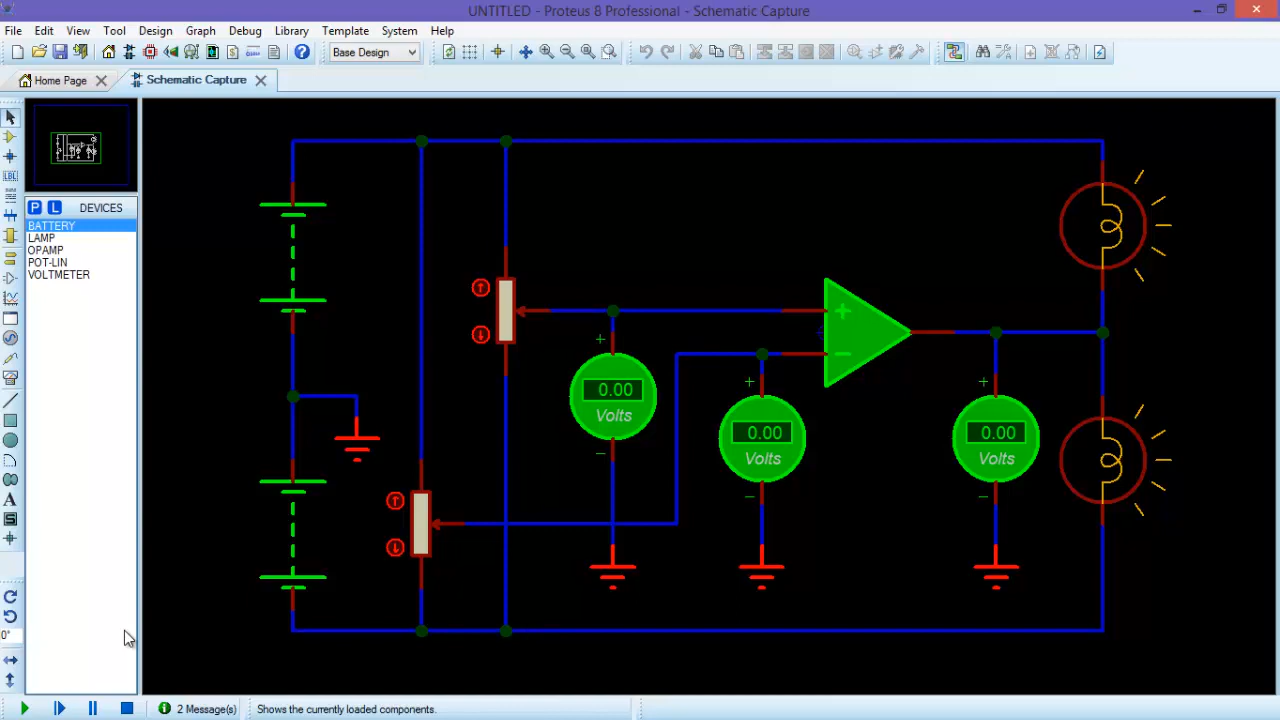 UNTITLED - Proteus 8 Professional - Schematic Capture
File Edit View Tool Design Graph Debug Library Template System Help
Base Design
Home Page Schematic Capture
P L DEVICES
BATTERY
LAMP
OPAMP
POT-LIN
VOLTMETER
LBL
A
0°
+
+
−
0.00
Volts
−
+
0.00
Volts
−
+
0.00
Volts
−
2 Message(s) Shows the currently loaded components.